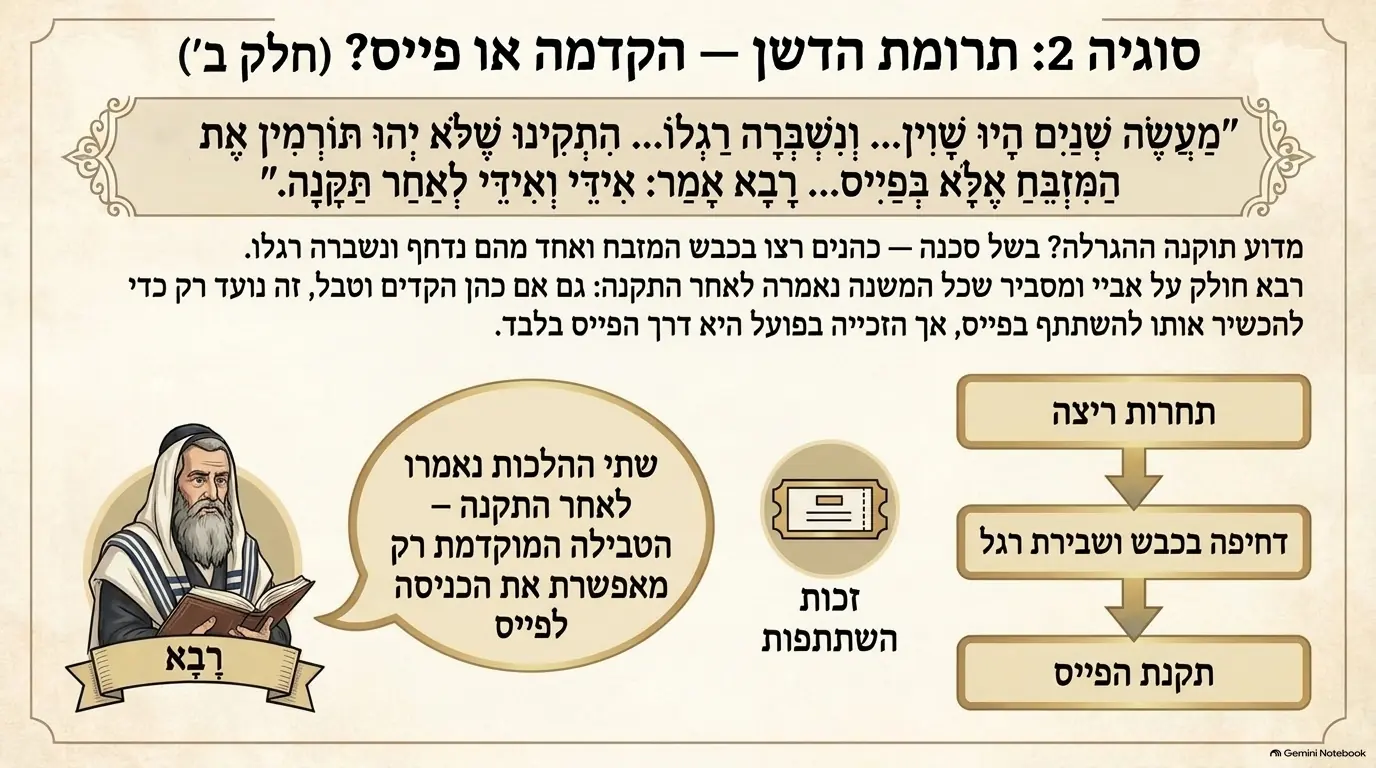 סוגיה 2: תרומת הדשן – הקדמה או פייס? (חלק ב')
"מַעֲשֶׂה שְׁנַיִם הָיוּ שָׁוִין... וְנִשְׁבְּרָה רַגְלוֹ... הִתְקִינוּ שֶׁלֹּא יְהוּ תּוֹרְמִין אֶת
הַמִּזְבֵּחַ אֶלָּא בְּפַיִיס... רָבָא אָמַר: אִידֵּי וְאִידֵּי לְאַחַר תַּקָּנָה."
מדוע תוקנה ההגרלה? בשל סכנה – כהנים רצו בכבש המזבח ואחד מהם נדחף ונשברה רגלו.
רבא חולק על אביי ומסביר שכל המשנה נאמרה לאחר התקנה: גם אם כהן הקדים וטבל, זה נועד רק כדי
להכשיר אותו להשתתף בפייס, אך הזכייה בפועל היא דרך הפייס בלבד.
תחרות ריצה
דחיפה בכבש ושבירת רגל
תקנת הפייס
זכות
השתתפות
שתי ההלכות נאמרו
לאחר התקנה –
הטבילה המוקדמת רק
מאפשרת את הכניסה
לפייס
רָבָא
Gemini Notebook